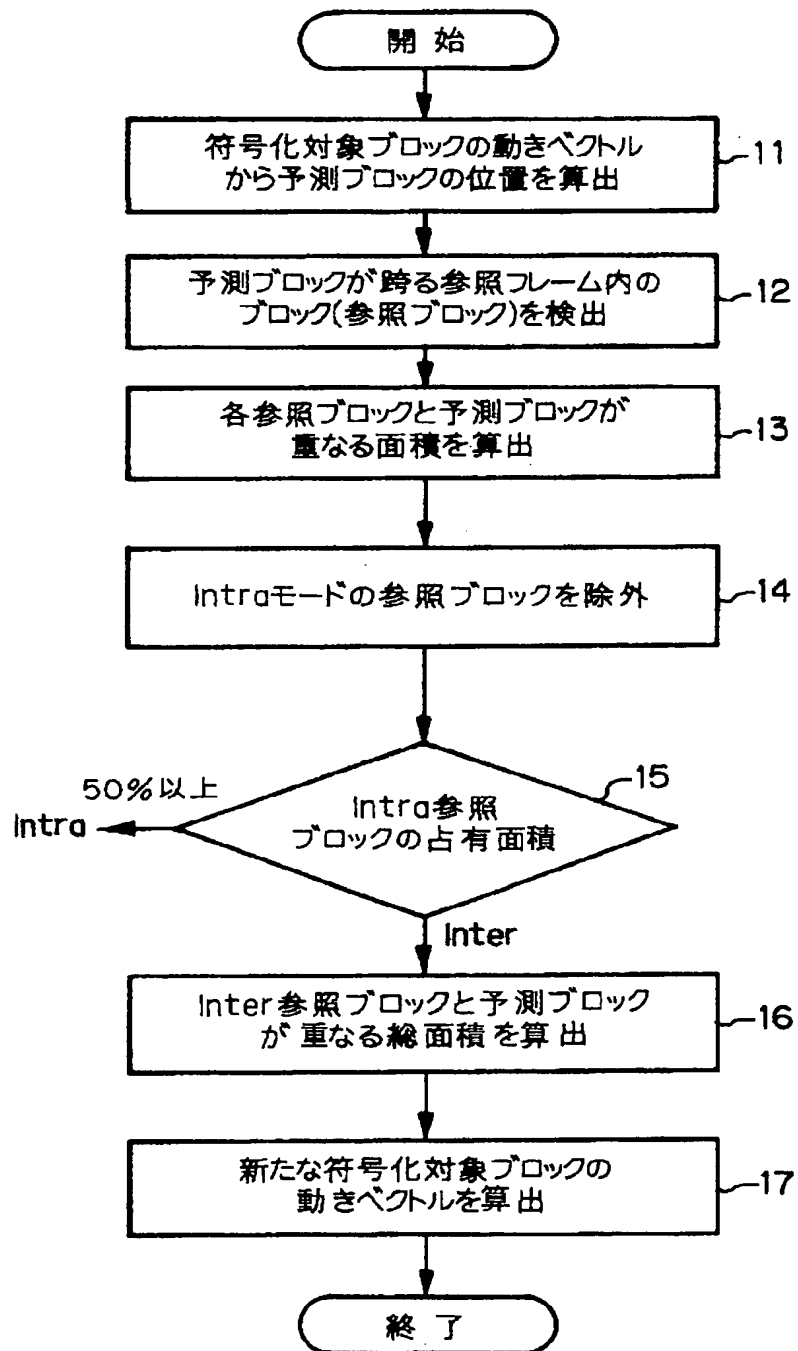 開始
符号化対象ブロックの動きベクトル
から予測ブロックの位置を算出
11
予測ブロックが跨る参照フレーム内の
ブロック(参照ブロック)を検出
12
各参照ブロックと予測ブロックが
重なる面積を算出
13
Intraモードの参照ブロックを除外
14
15
50%以上
Intra
Intra参照
ブロックの占有面積
Inter
Inter参照ブロックと予測ブロック
が重なる総面積を算出
16
新たな符号化対象ブロックの
動きベクトルを算出
17
終了